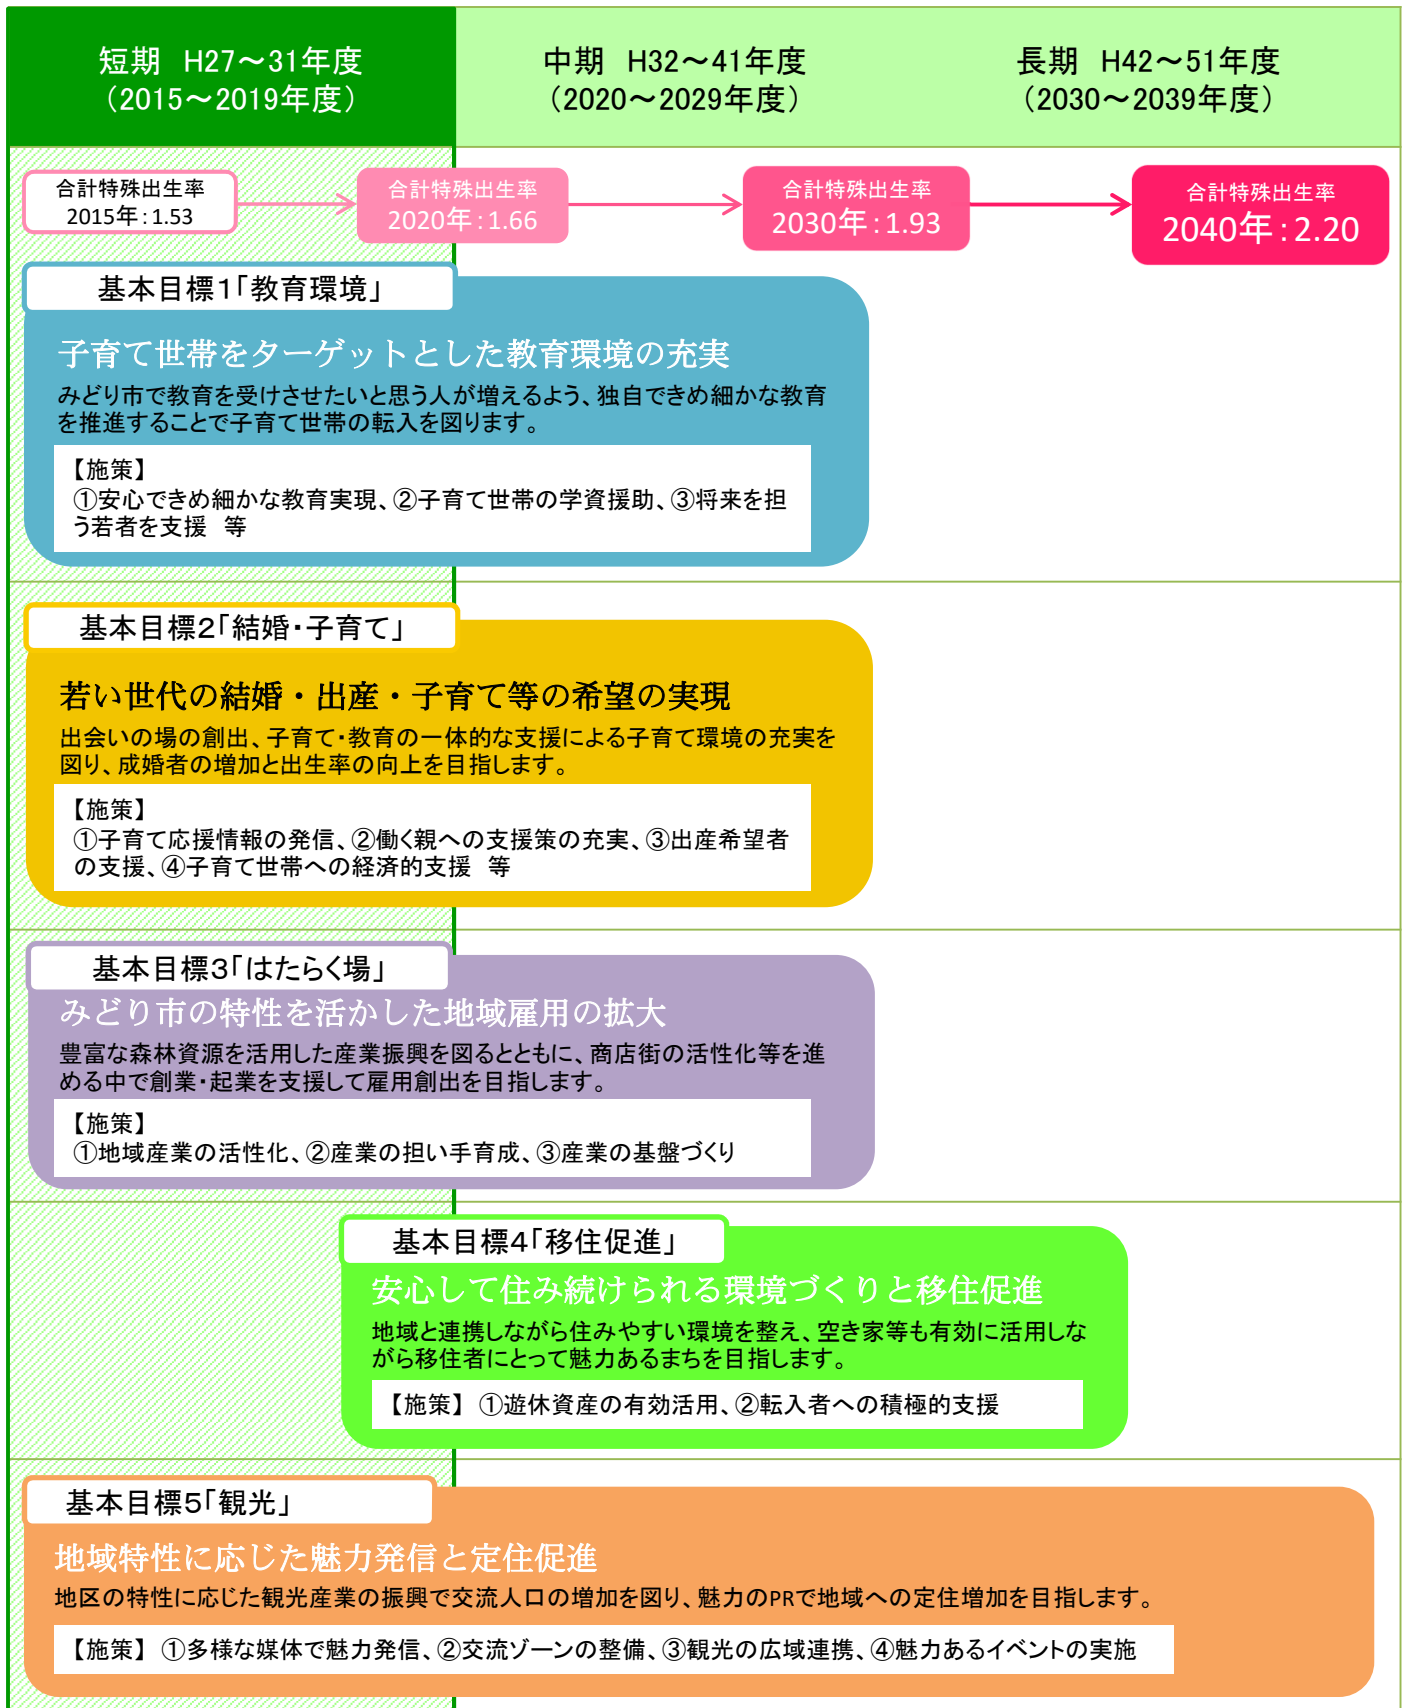 短期　H27～31年度
（2015～2019年度）
中期　H32～41年度
（2020～2029年度）
長期　H42～51年度
（2030～2039年度）
合計特殊出生率
2015年：1.53
合計特殊出生率
2020年：1.66
合計特殊出生率
2030年：1.93
合計特殊出生率
2040年：2.20
基本目標1「教育環境」
子育て世帯をターゲットとした教育環境の充実
みどり市で教育を受けさせたいと思う人が増えるよう、独自できめ細かな教育
を推進することで子育て世帯の転入を図ります。
【施策】
①安心できめ細かな教育実現、②子育て世帯の学資援助、③将来を担
う若者を支援　等
基本目標2「結婚・子育て」
若い世代の結婚・出産・子育て等の希望の実現
出会いの場の創出、子育て・教育の一体的な支援による子育て環境の充実を
図り、成婚者の増加と出生率の向上を目指します。
【施策】
①子育て応援情報の発信、②働く親への支援策の充実、③出産希望者
の支援、④子育て世帯への経済的支援　等
基本目標3「はたらく場」
みどり市の特性を活かした地域雇用の拡大
豊富な森林資源を活用した産業振興を図るとともに、商店街の活性化等を進
める中で創業・起業を支援して雇用創出を目指します。
【施策】
①地域産業の活性化、②産業の担い手育成、③産業の基盤づくり
基本目標4「移住促進」
安心して住み続けられる環境づくりと移住促進
地域と連携しながら住みやすい環境を整え、空き家等も有効に活用しな
がら移住者にとって魅力あるまちを目指します。
【施策】 ①遊休資産の有効活用、②転入者への積極的支援
基本目標5「観光」
地域特性に応じた魅力発信と定住促進
地区の特性に応じた観光産業の振興で交流人口の増加を図り、魅力のPRで地域への定住増加を目指します。
【施策】 ①多様な媒体で魅力発信、②交流ゾーンの整備、③観光の広域連携、④魅力あるイベントの実施